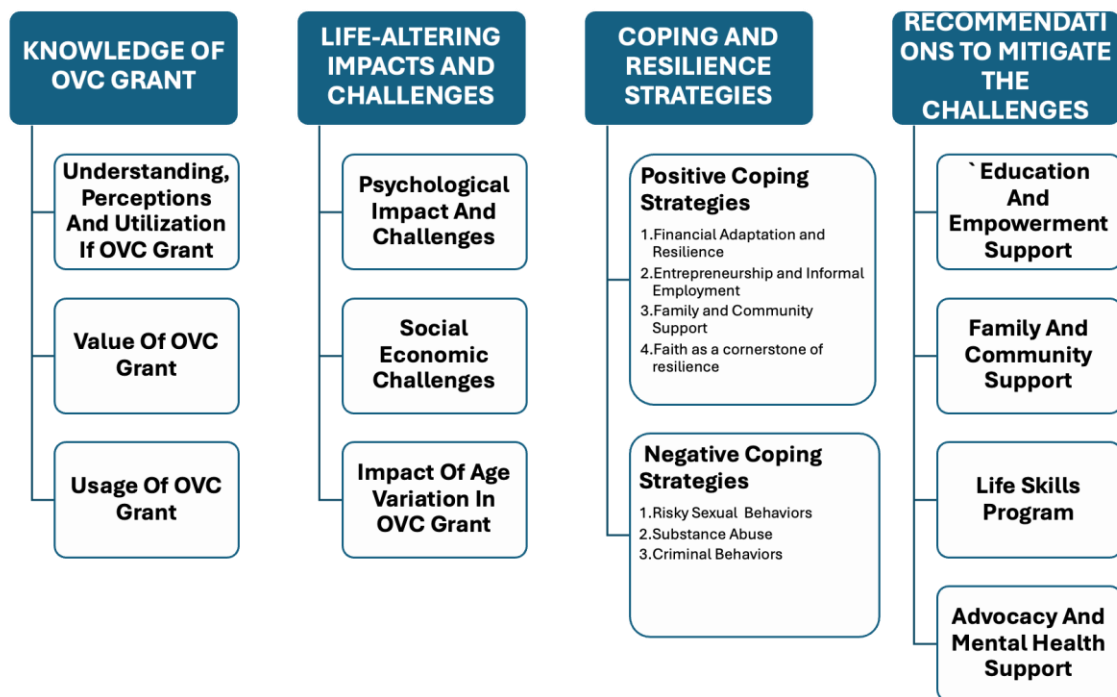 KNOWLEDGE OF
OVC GRANT
Understanding,
Perceptions
And Utilization
If OVC Grant
Value Of OVC
Grant
Usage Of OVC
Grant
LIFE-ALTERING
IMPACTS AND
CHALLENGES
Psychological
Impact And
Challenges
Social
Economic
Challenges
Impact Of Age
Variation In
OVC Grant
COPING AND
RESILIENCE
STRATEGIES
Positive Coping
Strategies
1.Financial Adaptation and
Resilience
2.Entrepreneurship and Informal
Employment
3.Family and Community
Support
4.Faith as a cornerstone of
resilience
Negative Coping
Strategies
1.Risky Sexual Behaviors
2.Substance Abuse
3.Criminal Behaviors
RECOMMENDATI
ONS TO MITIGATE
THE
CHALLENGES
`Education
And
Empowerment
Support
Family And
Community
Support
Life Skills
Program
Advocacy And
Mental Health
Support